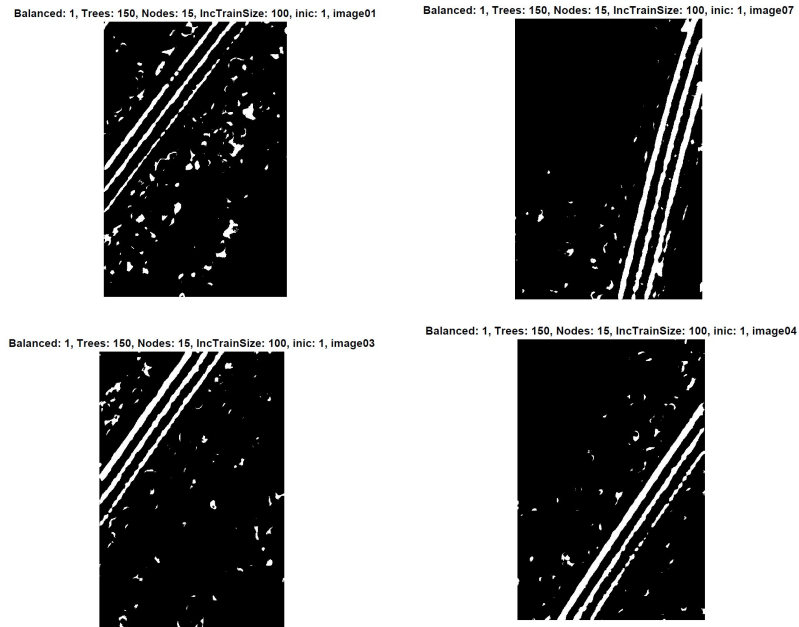 Balanced: 1, Trees: 150, Nodes: 15, IncTrainSize: 100, inic: 1, image01
Balanced: 1, Trees: 150, Nodes: 15, IncTrainSize: 100, inic: 1, image07
Balanced: 1, Trees: 150, Nodes: 15, IncTrainSize: 100, inic: 1, image03
Balanced: 1, Trees: 150, Nodes: 15, IncTrainSize: 100, inic: 1, image04